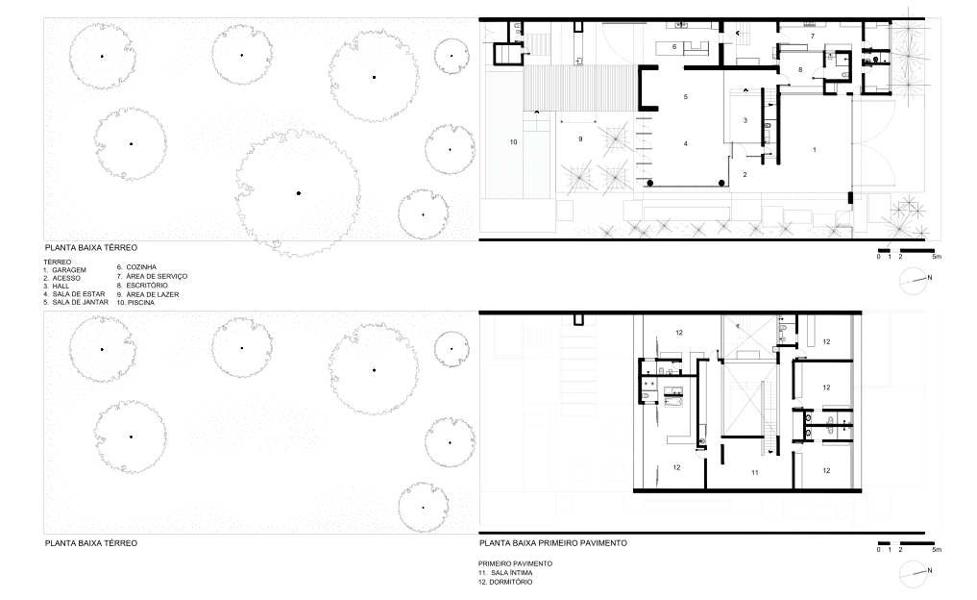 6
7
8
5
3
9
10
4
1
2
PLANTA BAIXA TÉRREO
TÉRREO
1. GARAGEM
2. ACESSO
3. HALL
4. SALA DE ESTAR
5. SALA DE JANTAR
6. COZINHA
7. ÁREA DE SERVIÇO
8. ESCRITÓRIO
9. ÁREA DE LAZER
10. PISCINA
0 1 2 5m
N
12
12
12
12
11
12
PLANTA BAIXA TÉRREO
PLANTA BAIXA PRIMEIRO PAVIMENTO
0 1 2 5m
PRIMEIRO PAVIMENTO
11. SALA ÍNTIMA
12. DORMITÓRIO
N